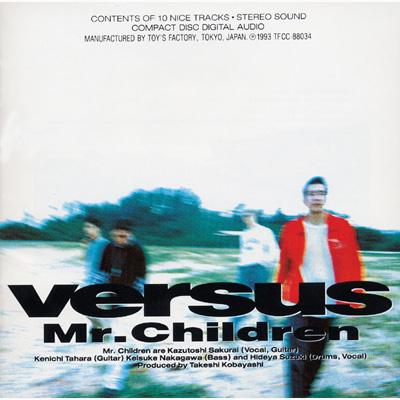 CONTENTS OF 10 NICE TRACKS • STEREO SOUND
COMPACT DISC DIGITAL AUDIO
MANUFACTURED BY TOY'S FACTORY, TOKYO, JAPAN. ℗1993 TFCC-88034
versus
Mr. Children
Mr. Children are Kazutoshi Sakurai (Vocal, Guitar)
Kenichi Tahara (Guitar) Keisuke Nakagawa (Bass) and Hideya Suzuki (Drums, Vocal)
Produced by Takeshi Kobayashi